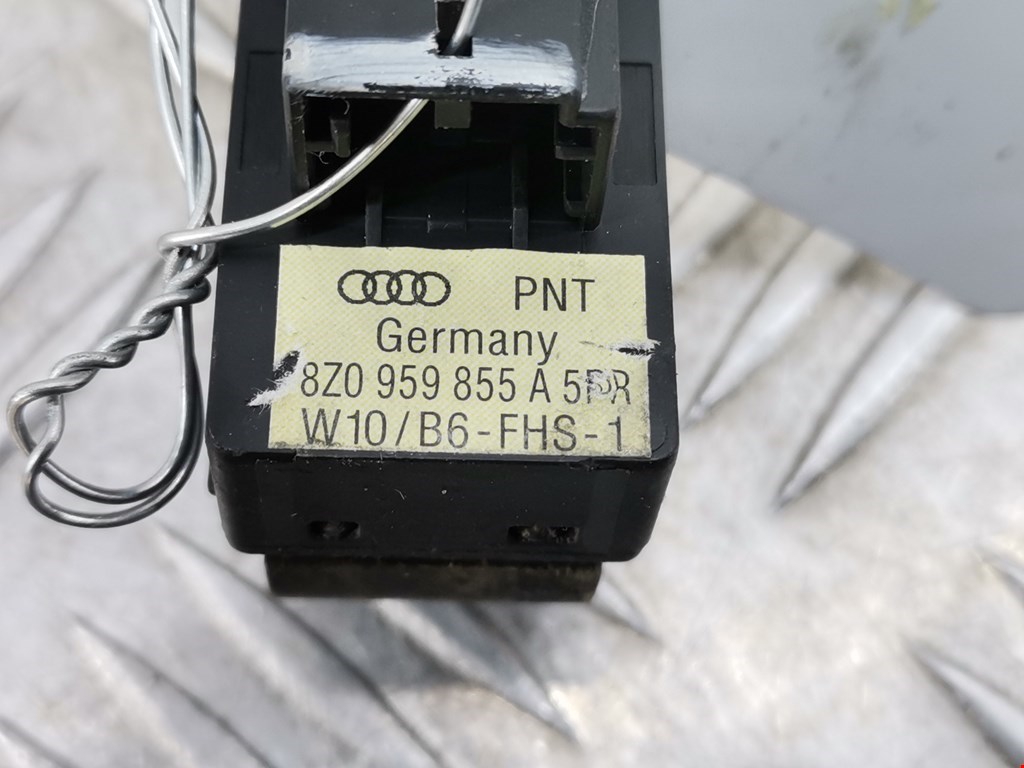 PNT
Germany
8Z0 959 855 A 5PR
W10/B6-FHS-1